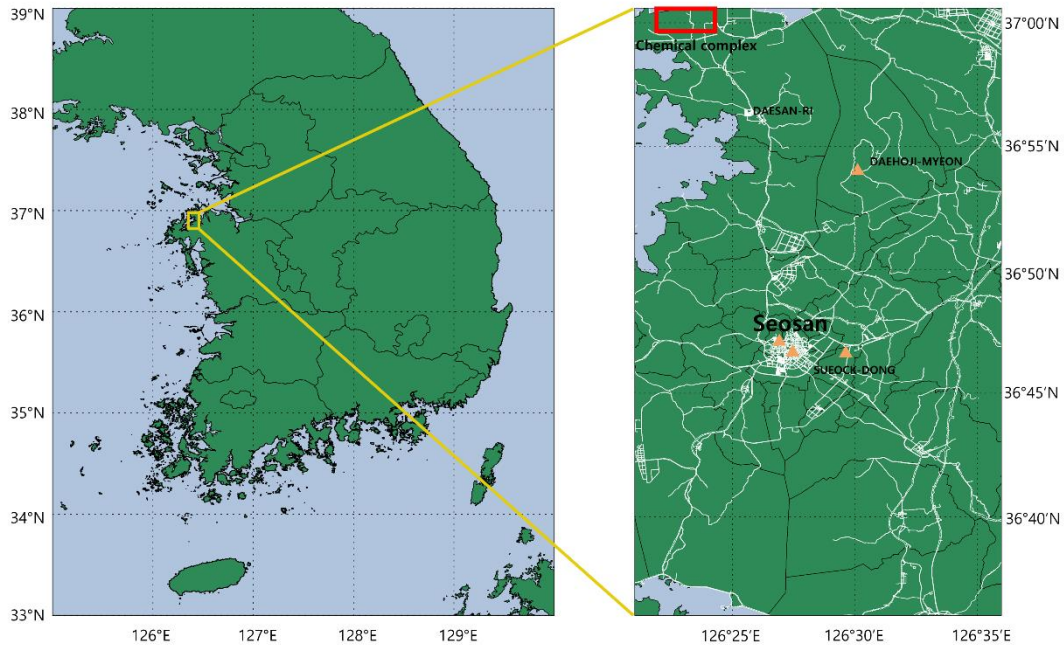 39°N
38°N
37°N
36°N
35°N
34°N
33°N
126°E
127°E
128°E
129°E
Chemical complex
DAESAN-RI
DAEHOJI-MYEON
Seosan
SUEOCK-DONG
37°00'N
36°55'N
36°50'N
36°45'N
36°40'N
126°25'E
126°30'E
126°35'E